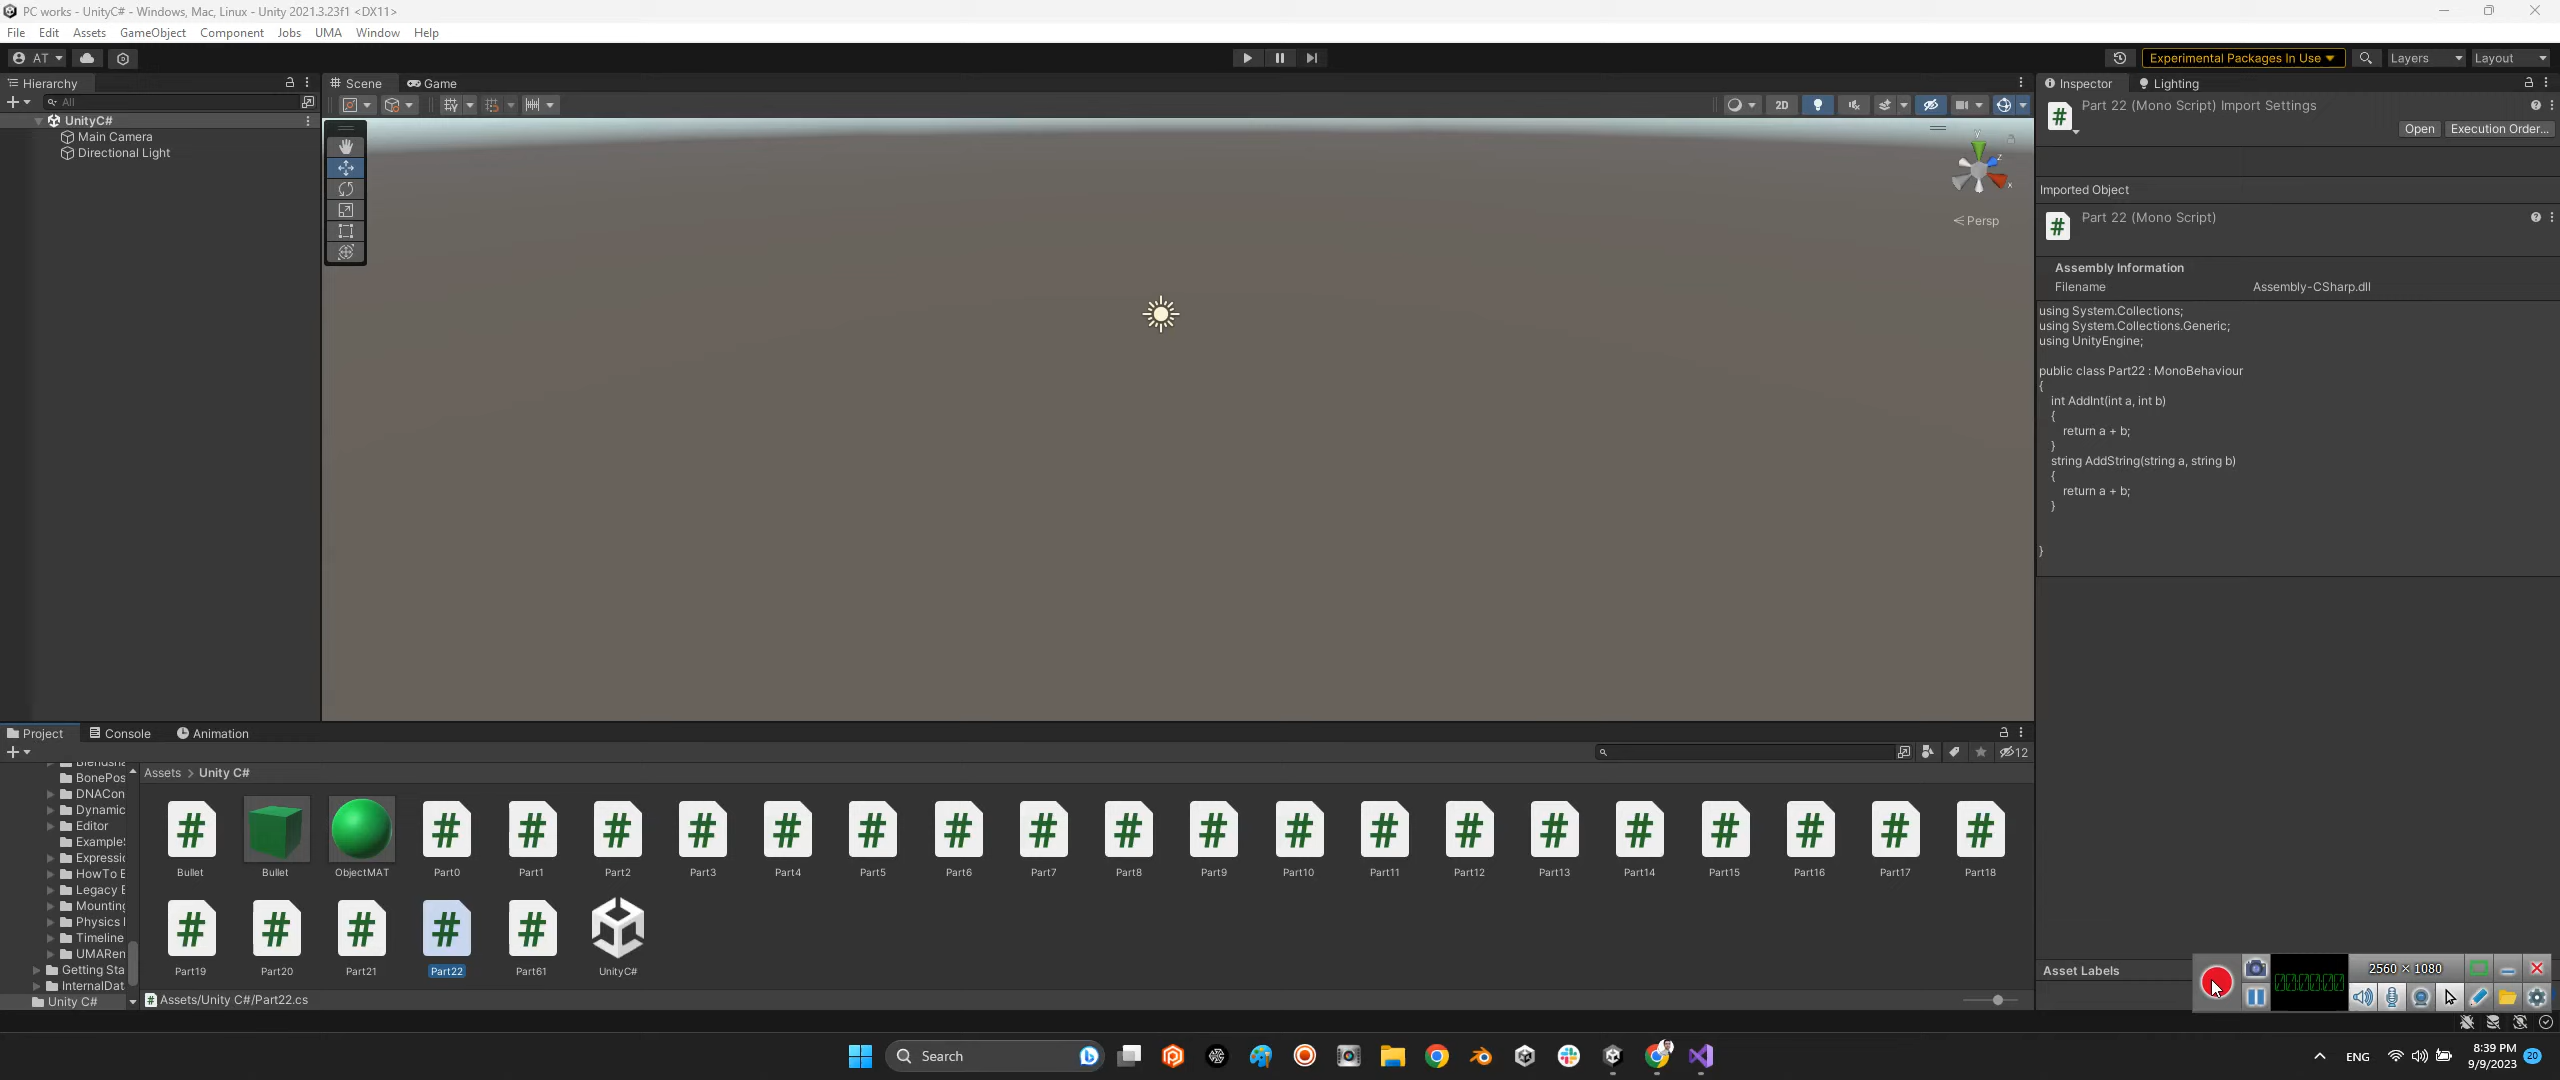 PC works - UnityC# - Windows, Mac, Linux - Unity 2021.3.23f1 <DX11>
File Edit Assets GameObject Component Jobs UMA Window Help
AT
Experimental Packages In Use
Layers
Layout
Hierarchy
All
UnityC#
Main Camera
Directional Light
Scene
Game
2D
y
z
x
Persp
Inspector
Lighting
Part 22 (Mono Script) Import Settings
Open
Execution Order...
Imported Object
Part 22 (Mono Script)
Assembly Information
Filename
Assembly-CSharp.dll
using System.Collections;
using System.Collections.Generic;
using UnityEngine;
public class Part22 : MonoBehaviour
{
int AddInt(int a, int b)
{
return a + b;
}
string AddString(string a, string b)
{
return a + b;
}
}
Project
Console
Animation
12
BonePos
DNACon
Dynamic
Editor
Example
Expressio
HowTo E
Legacy E
Mounting
Physics
Timeline
UMARen
Getting Sta
InternalDat
Unity C#
Assets > Unity C#
Bullet
Bullet
ObjectMAT
Part0
Part1
Part2
Part3
Part4
Part5
Part6
Part7
Part8
Part9
Part10
Part11
Part12
Part13
Part14
Part15
Part16
Part17
Part18
Part19
Part20
Part21
Part22
Part61
UnityC#
Assets/Unity C#/Part22.cs
Asset Labels
2560 × 1080
Search
ENG
8:39 PM
9/9/2023
20